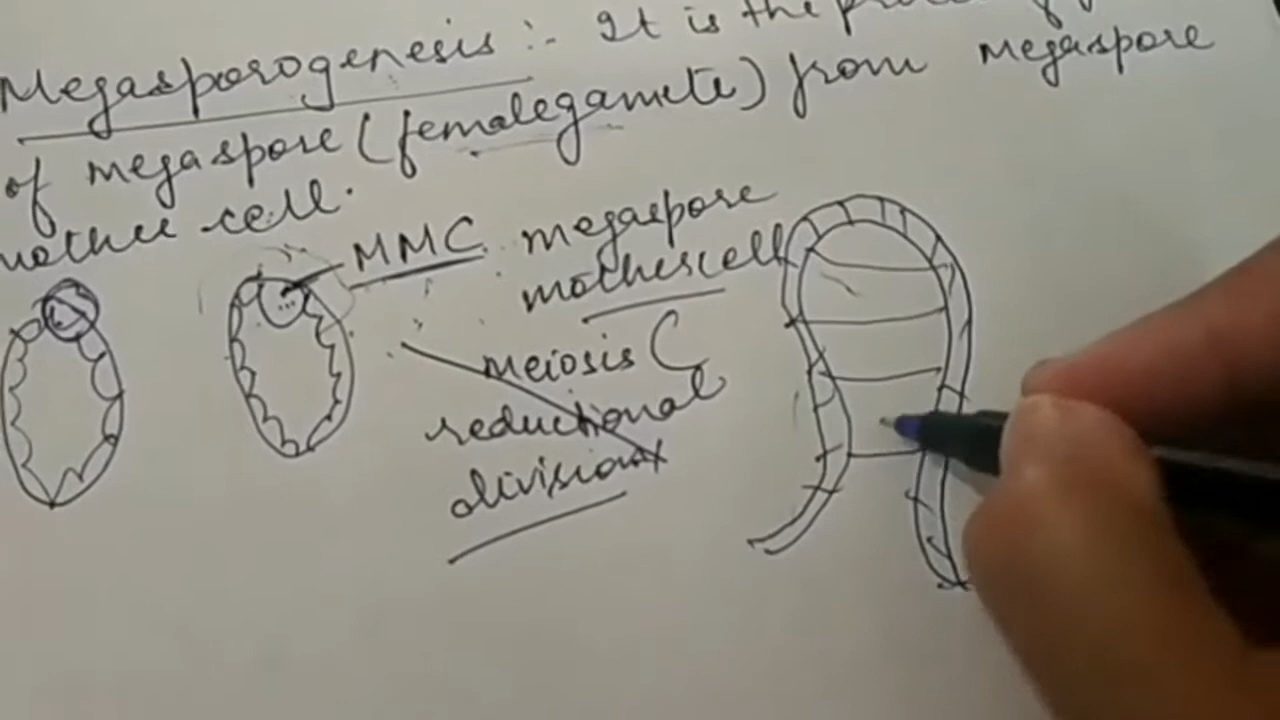 Megasporogenesis :- It is the
of megaspore (femalegamete) from megaspore
mother cell.
MMC megaspore
mothercell
meiosis (
reductional
division